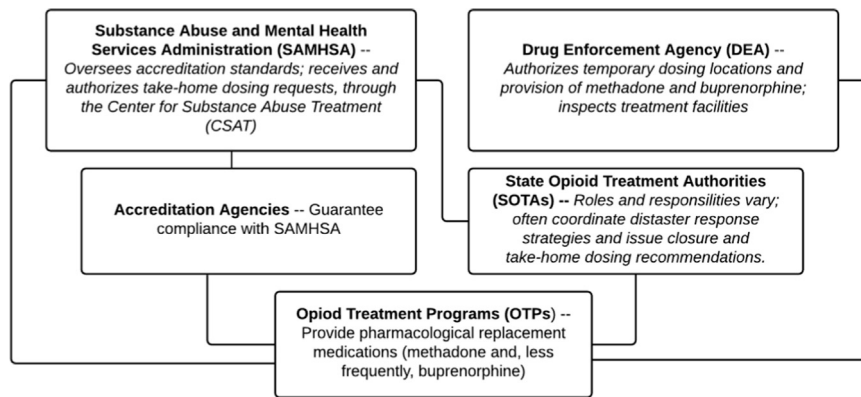 Substance Abuse and Mental Health
Services Administration (SAMHSA) --
Oversees accreditation standards; receives and
authorizes take-home dosing requests, through
the Center for Substance Abuse Treatment
(CSAT)
Drug Enforcement Agency (DEA) --
Authorizes temporary dosing locations and
provision of methadone and buprenorphine;
inspects treatment facilities
Accreditation Agencies -- Guarantee
compliance with SAMHSA
State Opioid Treatment Authorities
(SOTAs) -- Roles and responsilities vary;
often coordinate distaster response
strategies and issue closure and
take-home dosing recommendations.
Opiod Treatment Programs (OTPs) --
Provide pharmacological replacement
medications (methadone and, less
frequently, buprenorphine)